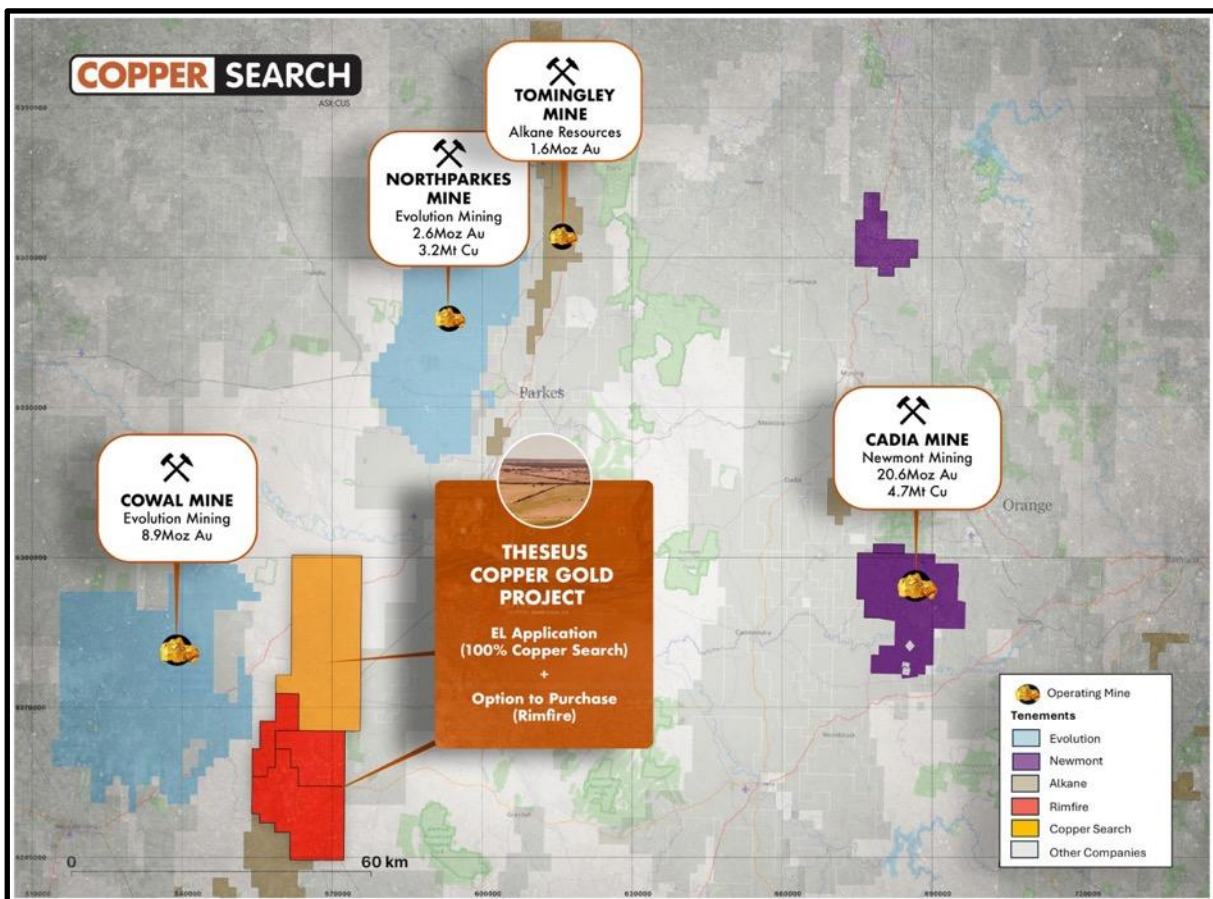 COPPER SEARCH
ASX:CUS
TOMINGLEY
MINE
Alkane Resources
1.6Moz Au
NORTHPARKES
MINE
Evolution Mining
2.6Moz Au
3.2Mt Cu
Parkes
CADIA MINE
Newmont Mining
20.6Moz Au
4.7Mt Cu
Orange
COWAL MINE
Evolution Mining
8.9Moz Au
THESEUS
COPPER GOLD
PROJECT
EL Application
(100% Copper Search)
+
Option to Purchase
(Rimfire)
Operating Mine
Tenements
Evolution
Newmont
Alkane
Rimfire
Copper Search
Other Companies
0 60 km